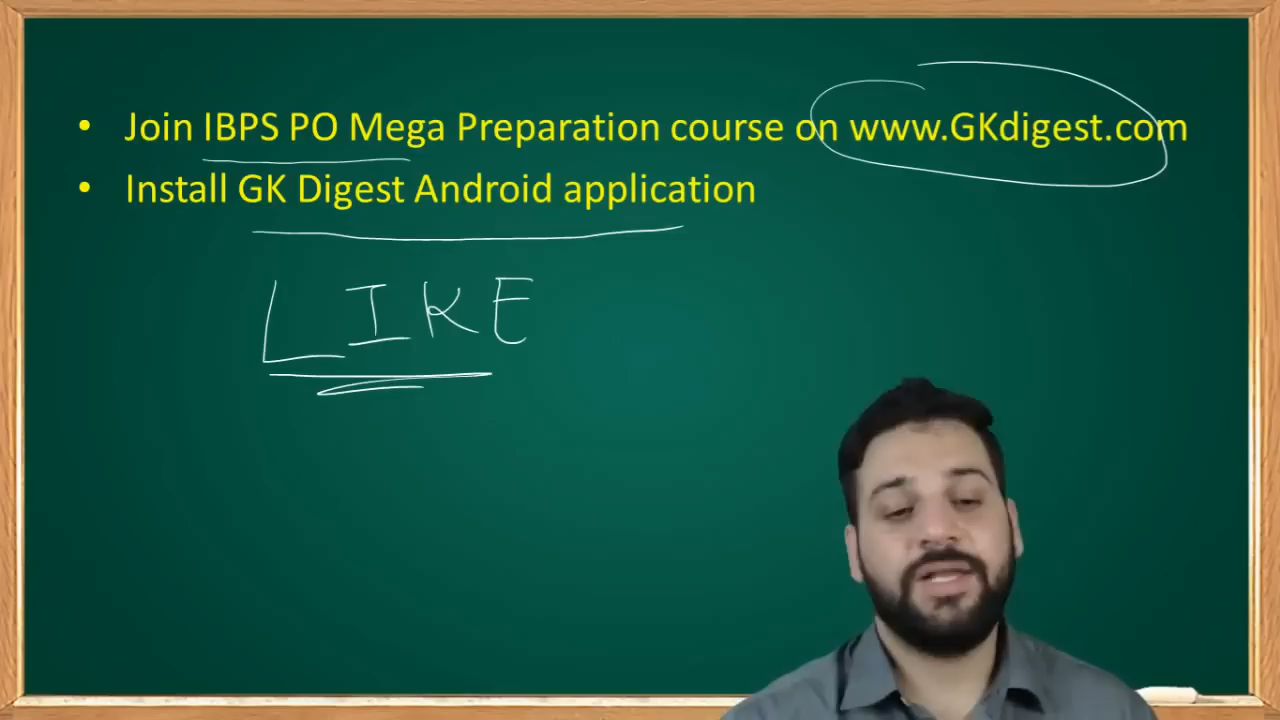 • Join IBPS PO Mega Preparation course on www.GKdigest.com
• Install GK Digest Android application
LIKE